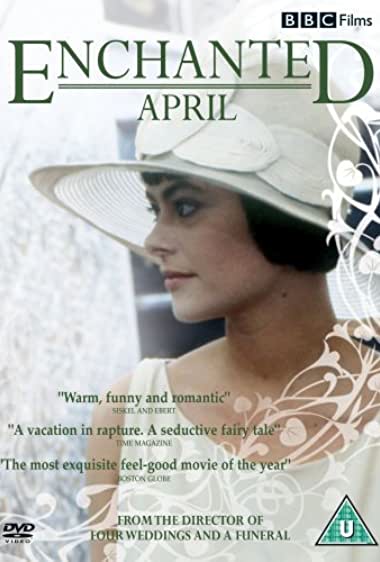 BBC Films
ENCHANTED
APRIL
"Warm, funny and romantic"
SISKEL AND EBERT
"A vacation in rapture. A seductive fairy tale"
TIME MAGAZINE
"The most exquisite feel-good movie of the year"
BOSTON GLOBE
FROM THE DIRECTOR OF
FOUR WEDDINGS AND A FUNERAL
DVD
VIDEO
U